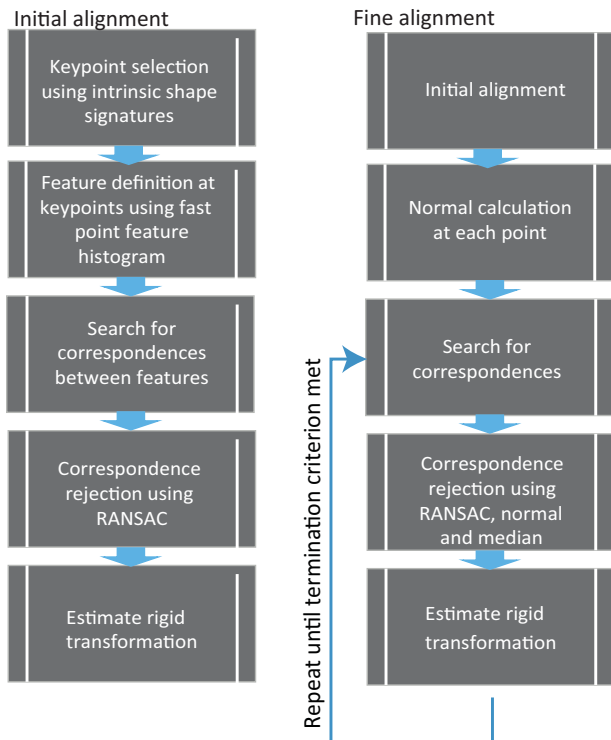 Initial alignment
Keypoint selection
using intrinsic shape
signatures
Feature definition at
keypoints using fast
point feature
histogram
Search for
correspondences
between features
Correspondence
rejection using
RANSAC
Estimate rigid
transformation
Fine alignment
Initial alignment
Normal calculation
at each point
Search for
correspondences
Correspondence
rejection using
RANSAC, normal
and median
Estimate rigid
transformation
Repeat until termination criterion met